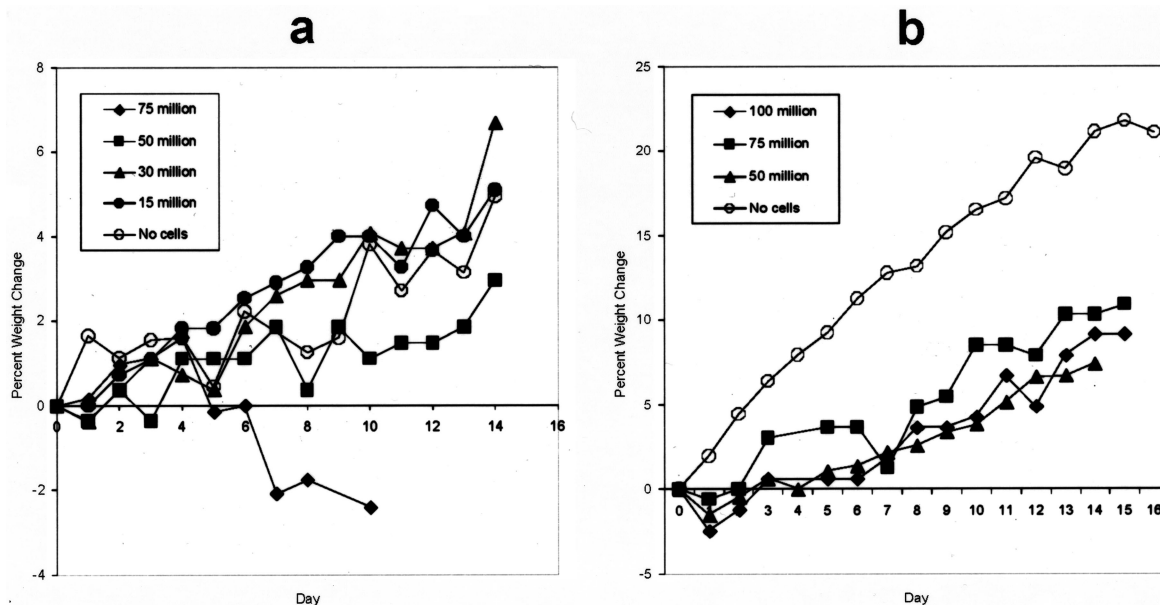 a
8
6
4
2
0
-2
-4
Percent Weight Change
75 million
50 million
30 million
15 million
No cells
0 2 4 6 8 10 12 14 16
Day
b
25
20
15
10
5
0
-5
Percent Weight Change
100 million
75 million
50 million
No cells
0 1 2 3 4 5 6 7 8 9 10 11 12 13 14 15 16
Day